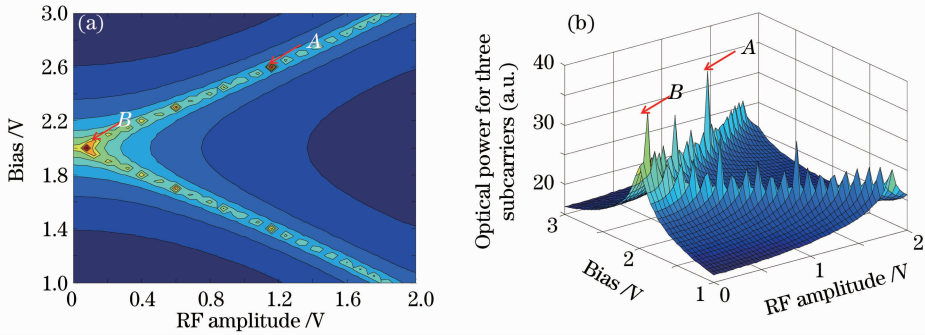 (a)
3.0
2.6
2.2
1.8
1.4
1.0
Bias /V
0
0.4
0.8
1.2
1.6
2.0
RF amplitude /V
A
B
(b)
40
30
20
Optical power for three
subcarriers (a.u.)
3
2
1
Bias /V
0
1
2
RF amplitude /V
A
B